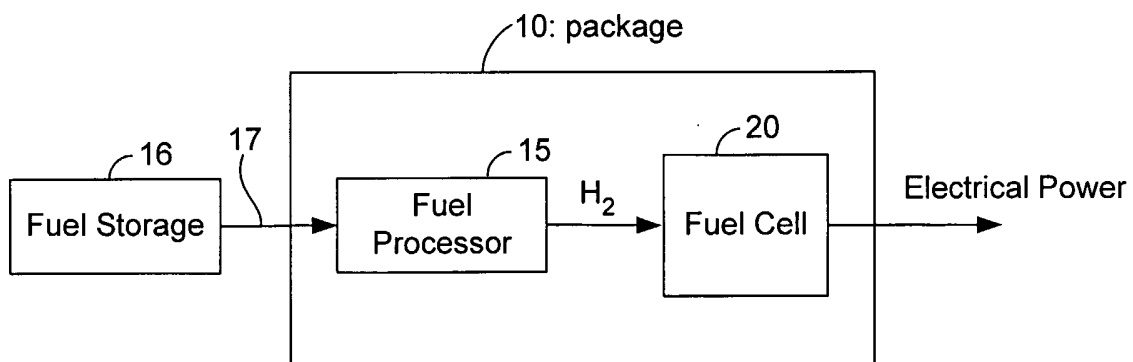 10: package
16
17
15
20
Fuel Storage
Fuel
Processor
H2
Fuel Cell
Electrical Power